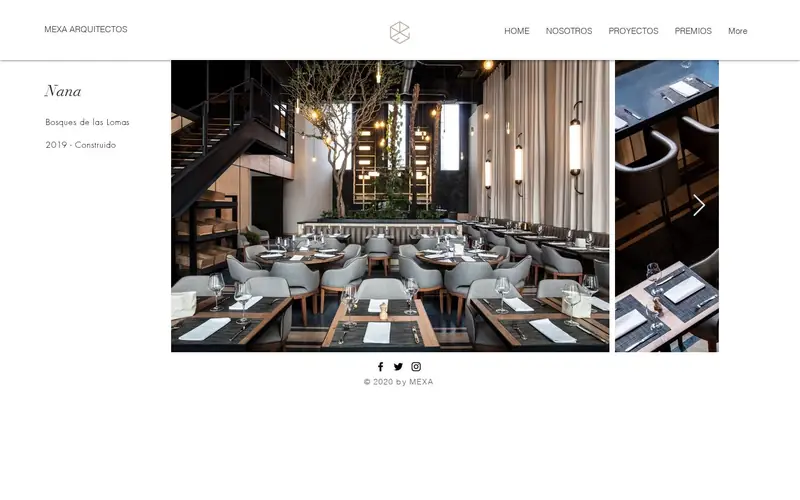 MEXA ARQUITECTOS
HOME NOSOTROS PROYECTOS PREMIOS More
Nana
Bosques de las Lomas
2019 - Construido
© 2020 by MEXA